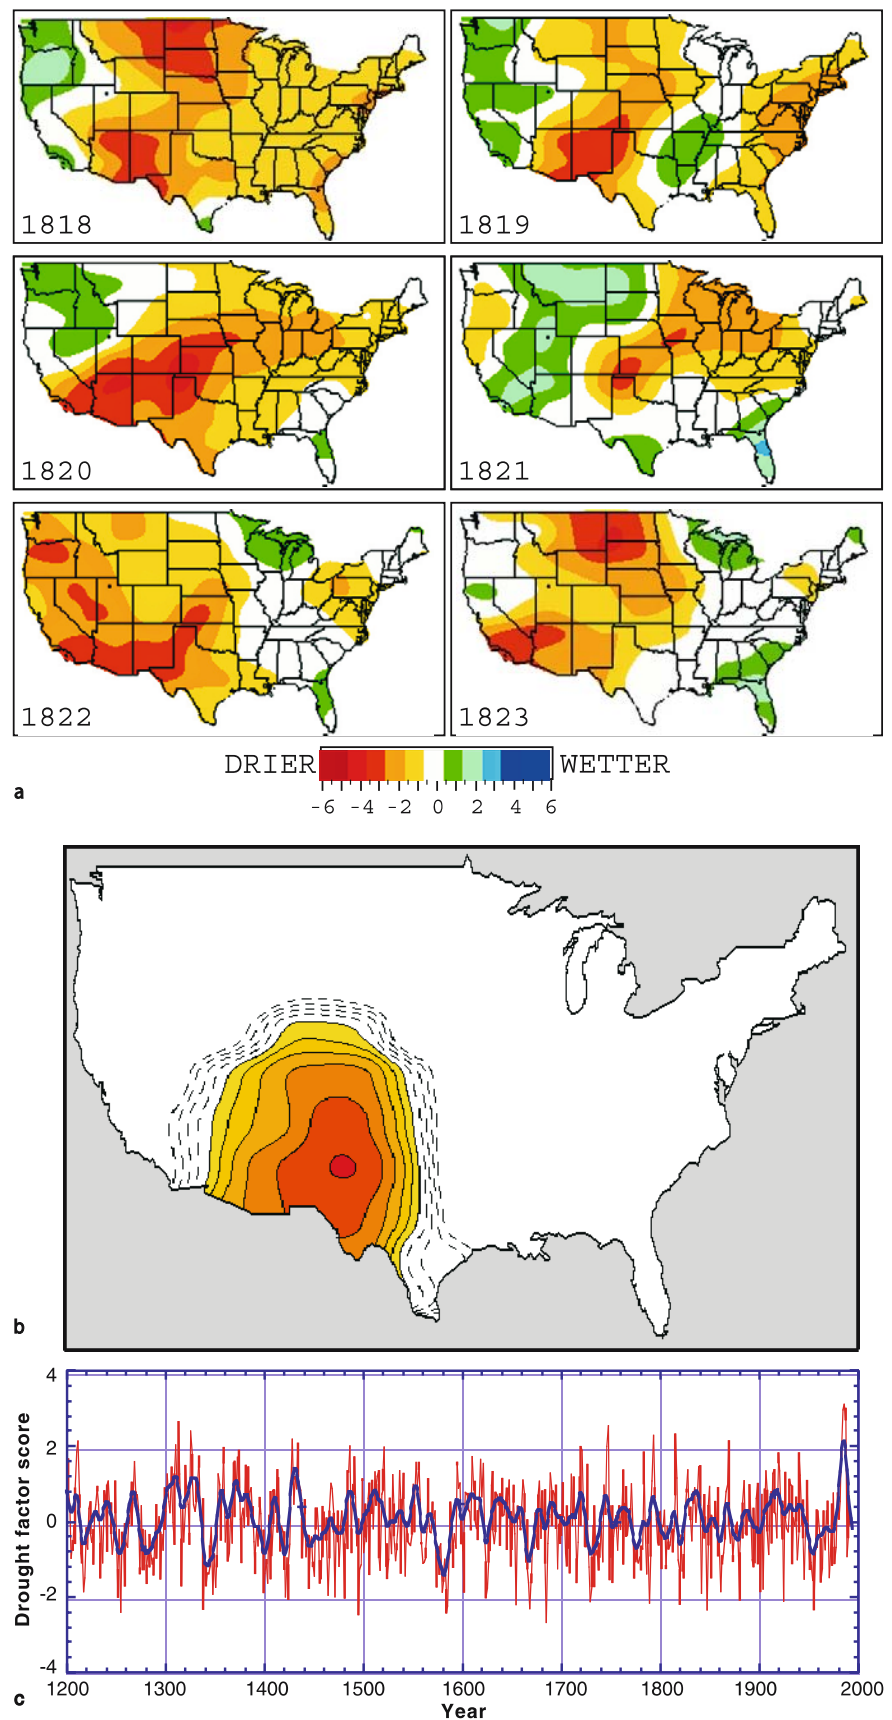 1818
1819
1820
1821
1822
1823
DRIER
WETTER
-6 -4 -2 0 2 4 6
a
b
4
2
0
-2
-4
Drought factor score
1200 1300 1400 1500 1600 1700 1800 1900 2000
Year
c